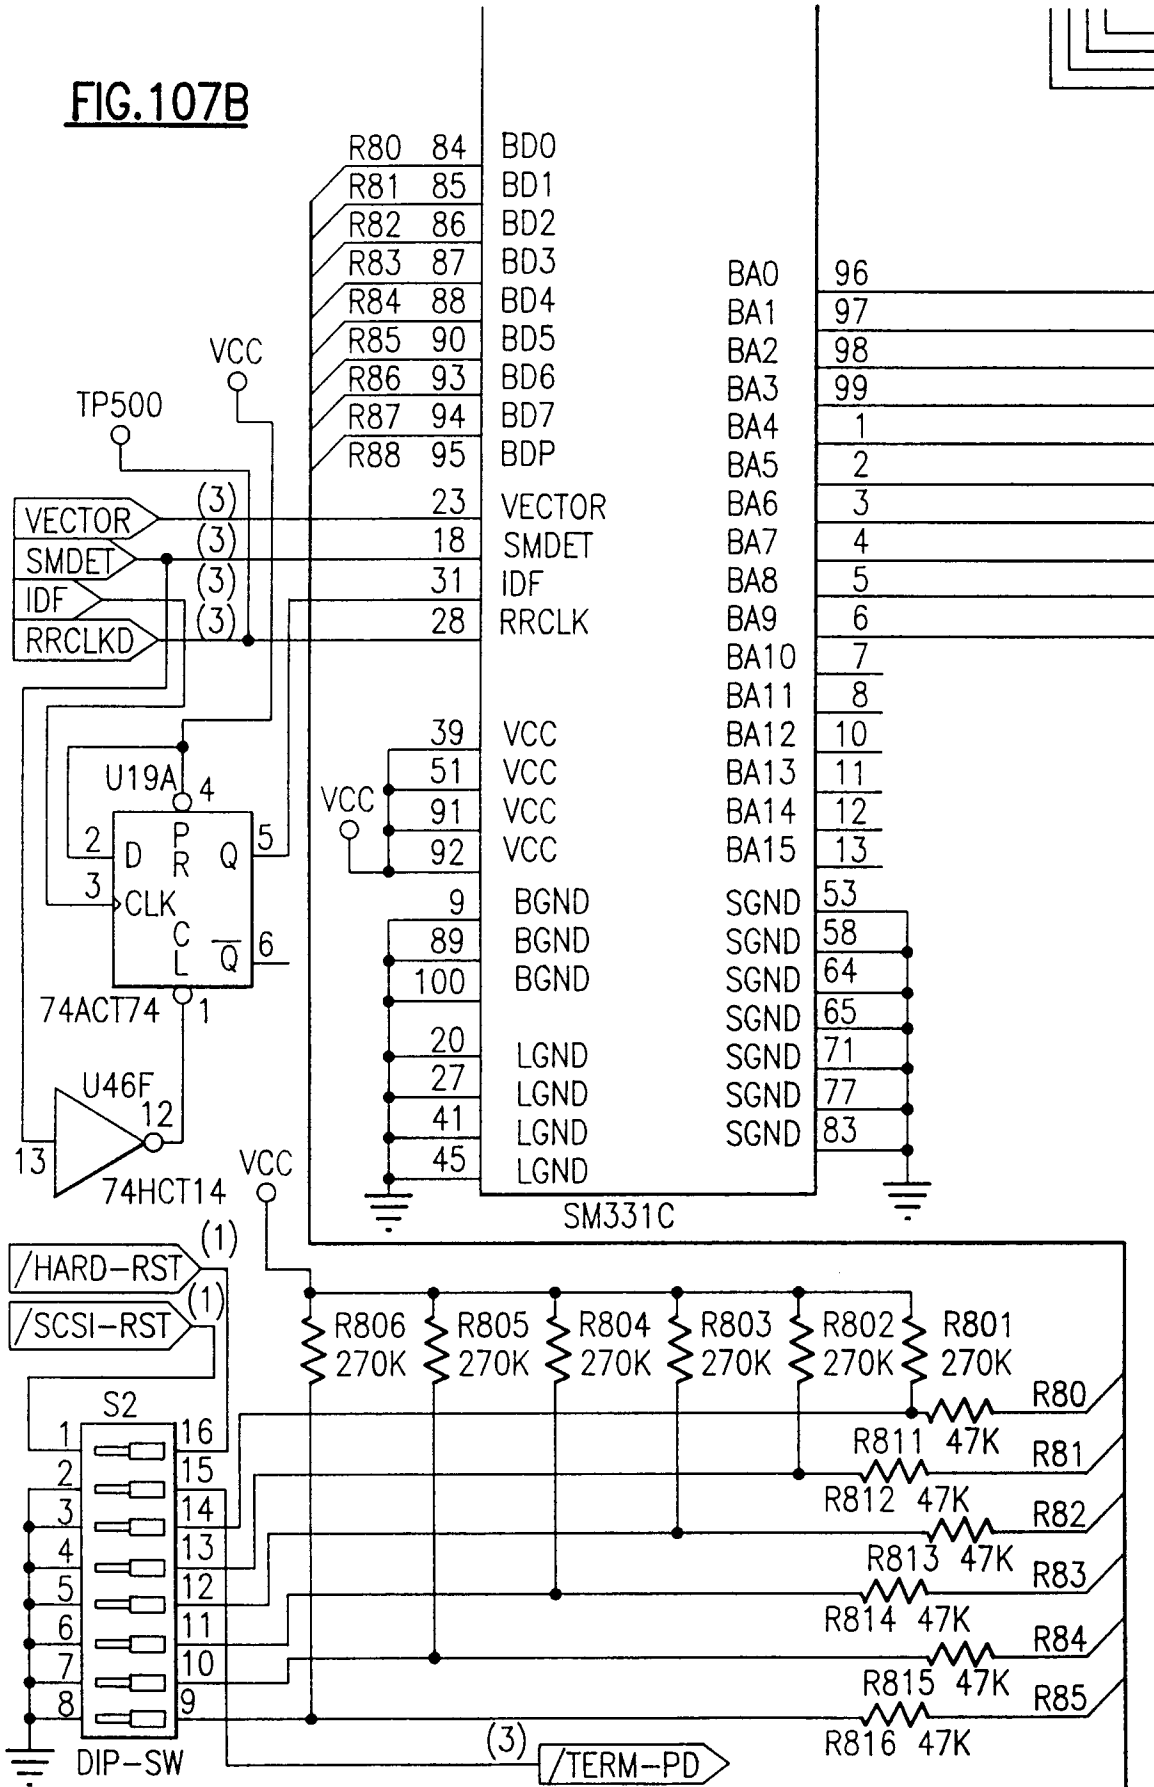 FIG.107B
R80 84 BD0
R81 85 BD1
R82 86 BD2
R83 87 BD3
R84 88 BD4
R85 90 BD5
R86 93 BD6
R87 94 BD7
R88 95 BDP
VCC
TP500
VECTOR (3) 23 VECTOR
SMDET (3) 18 SMDET
IDF (3) 31 IDF
RRCLKD (3) 28 RRCLK
BA0 96
BA1 97
BA2 98
BA3 99
BA4 1
BA5 2
BA6 3
BA7 4
BA8 5
BA9 6
BA10 7
BA11 8
BA12 10
BA13 11
BA14 12
BA15 13
39 VCC
51 VCC
91 VCC
92 VCC
VCC
9 BGND
89 BGND
100 BGND
20 LGND
27 LGND
41 LGND
45 LGND
SGND 53
SGND 58
SGND 64
SGND 65
SGND 71
SGND 77
SGND 83
SM331C
U19A 4
2 D PR Q 5
3 CLK
CL Q 6
74ACT74 1
U46F
12
13
74HCT14
VCC
/HARD-RST (1)
/SCSI-RST (1)
R806 270K
R805 270K
R804 270K
R803 270K
R802 270K
R801 270K
S2
1 16
2 15
3 14
4 13
5 12
6 11
7 10
8 9
DIP-SW
R80
R811 47K
R81
R812 47K
R82
R813 47K
R83
R814 47K
R84
R815 47K
R85
R816 47K
(3) /TERM-PD